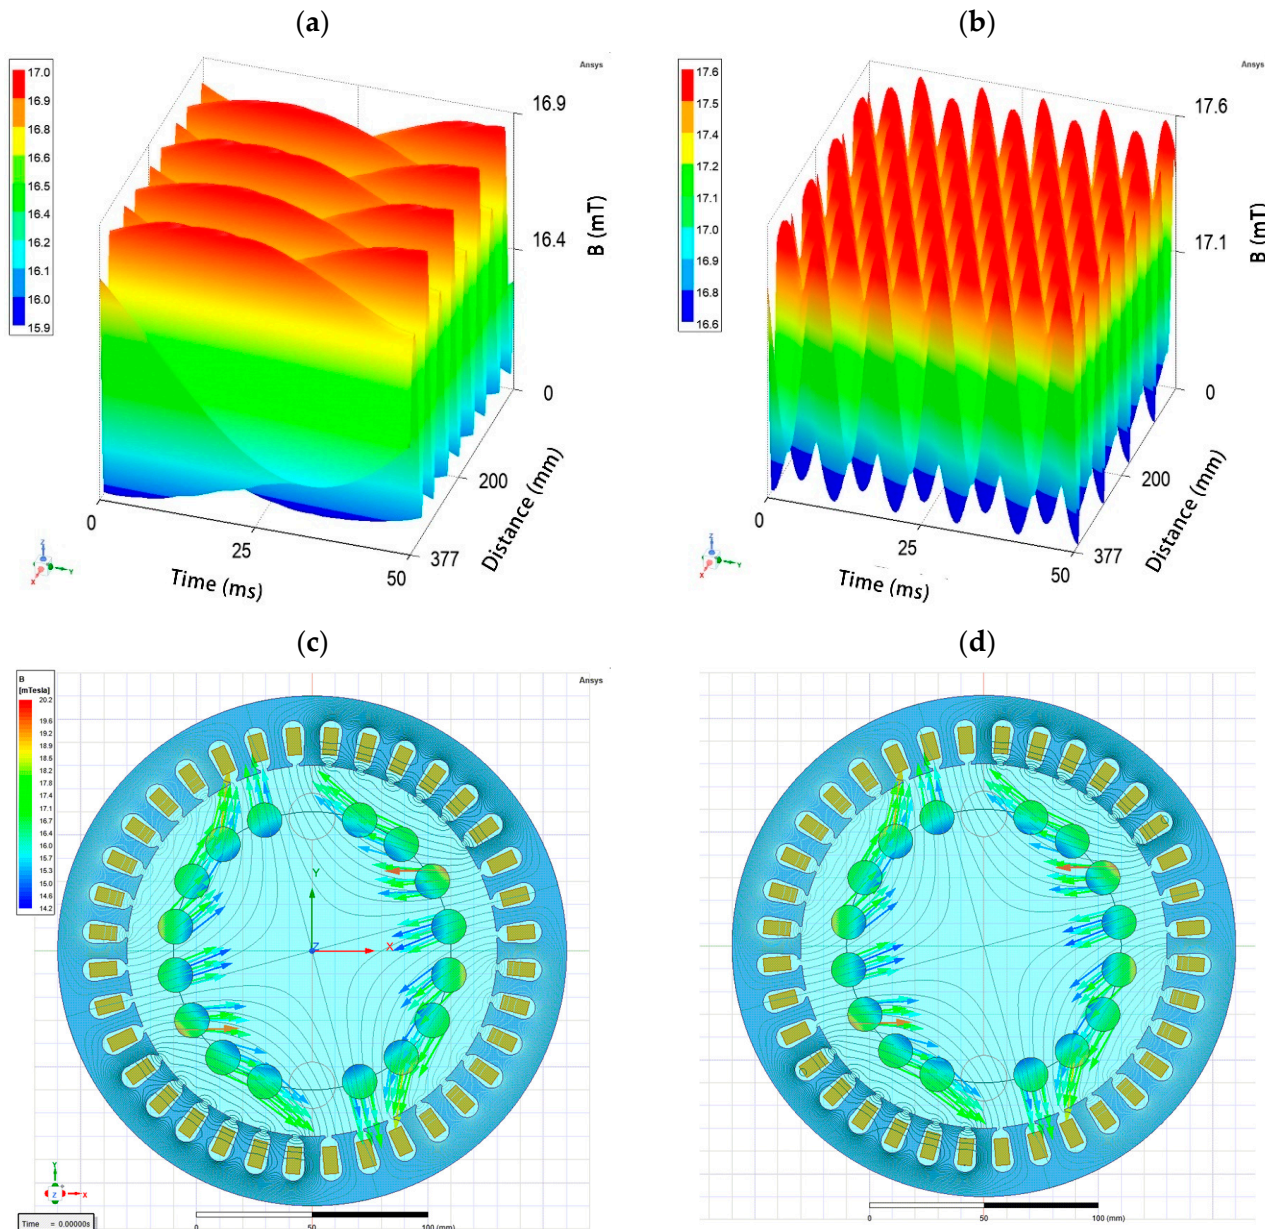 (a)
(b)
Ansys
17.0
16.9
16.8
16.6
16.5
16.4
16.2
16.1
16.0
15.9
16.9
16.4
0
B (mT)
200
377
Distance (mm)
0
25
50
Time (ms)
Z
Y
X
Ansys
17.6
17.5
17.4
17.2
17.1
17.0
16.9
16.8
16.6
17.6
17.1
0
B (mT)
200
377
Distance (mm)
0
25
50
Time (ms)
Z
Y
X
(c)
(d)
B
[mTesla]
20.2
19.6
19.2
18.9
18.5
18.2
17.8
17.4
17.1
16.7
16.4
16.0
15.7
15.3
15.0
14.6
14.2
Ansys
Y
Z
X
Y
Z
X
Time = 0.00000s
0
50
100 (mm)
0
50
100 (mm)